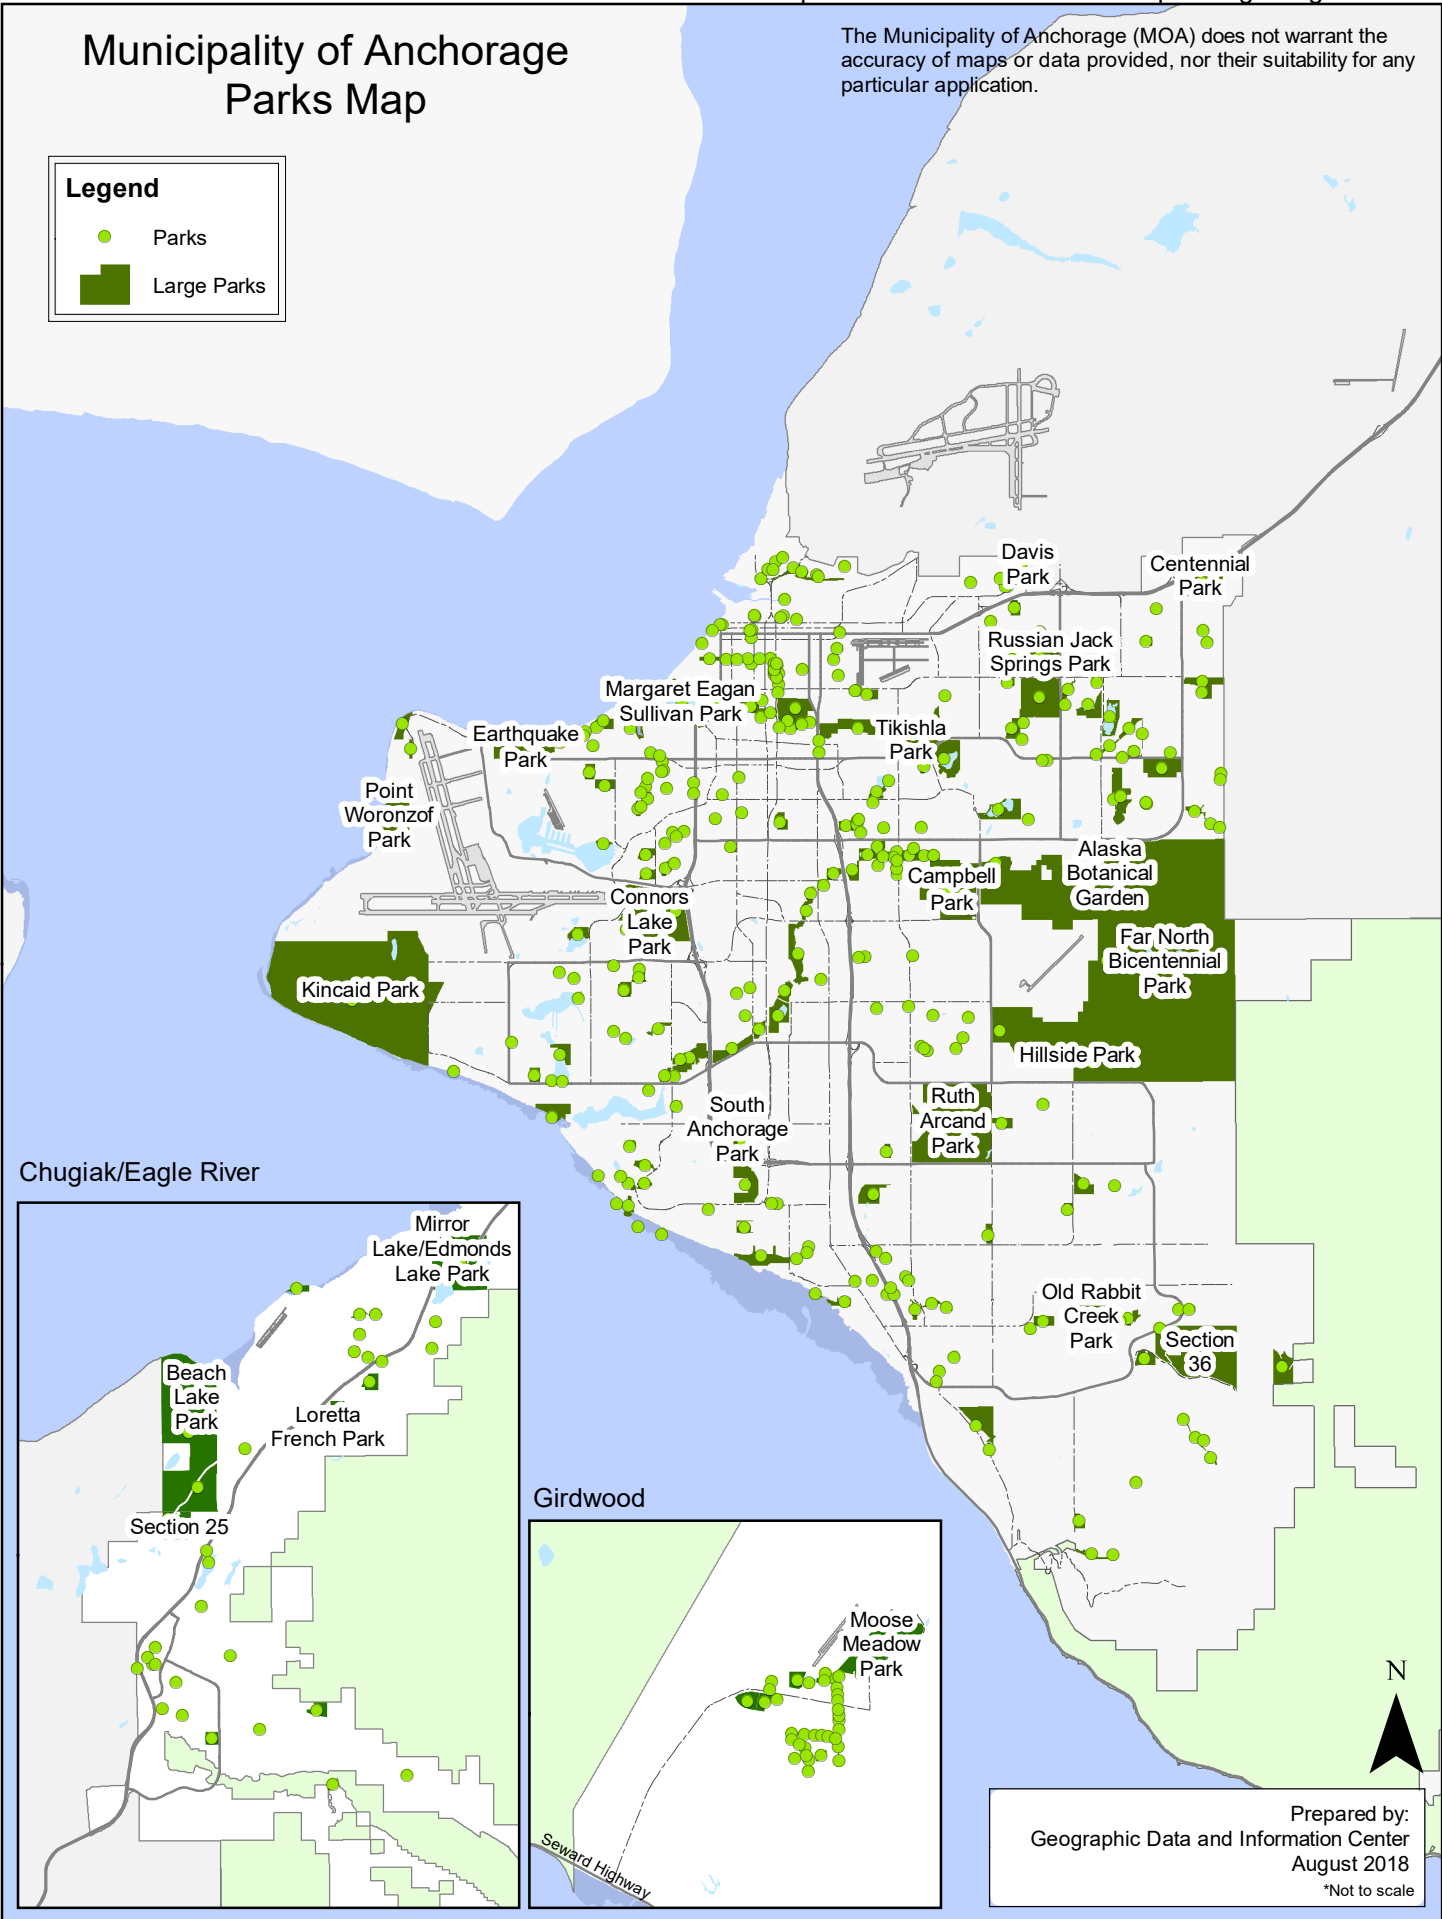 Municipality of Anchorage
Parks Map
The Municipality of Anchorage (MOA) does not warrant the
accuracy of maps or data provided, nor their suitability for any
particular application.
Legend
Parks
Large Parks
Davis
Park
Centennial
Park
Russian Jack
Springs Park
Margaret Eagan
Sullivan Park
Earthquake
Park
Tikishla
Park
Point
Woronzof
Park
Alaska
Botanical
Garden
Campbell
Park
Connors
Lake
Park
Far North
Bicentennial
Park
Kincaid Park
Hillside Park
South
Anchorage
Park
Ruth
Arcand
Park
Old Rabbit
Creek
Park
Section
36
Chugiak/Eagle River
Mirror
Lake/Edmonds
Lake Park
Beach
Lake
Park
Loretta
French Park
Section 25
Girdwood
Moose
Meadow
Park
Seward Highway
N
Prepared by:
Geographic Data and Information Center
August 2018
*Not to scale